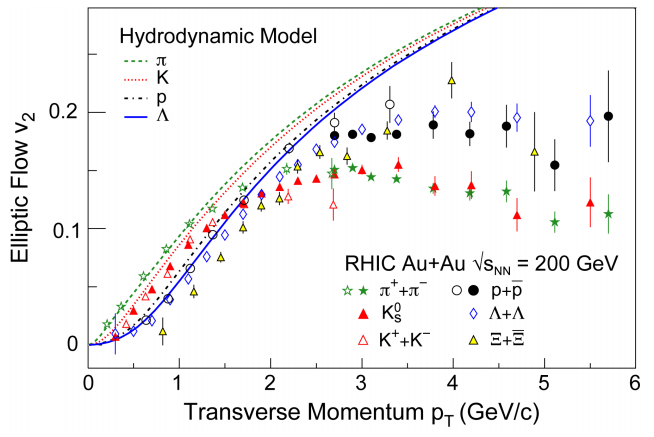 Hydrodynamic Model
π
K
p
Λ
0.2
0.1
0
Elliptic Flow v2
RHIC Au+Au √sNN = 200 GeV
π+ + π−
p+p̅
K0S
Λ+Λ
K+ + K−
Ξ+Ξ̅
0 1 2 3 4 5 6
Transverse Momentum pT (GeV/c)